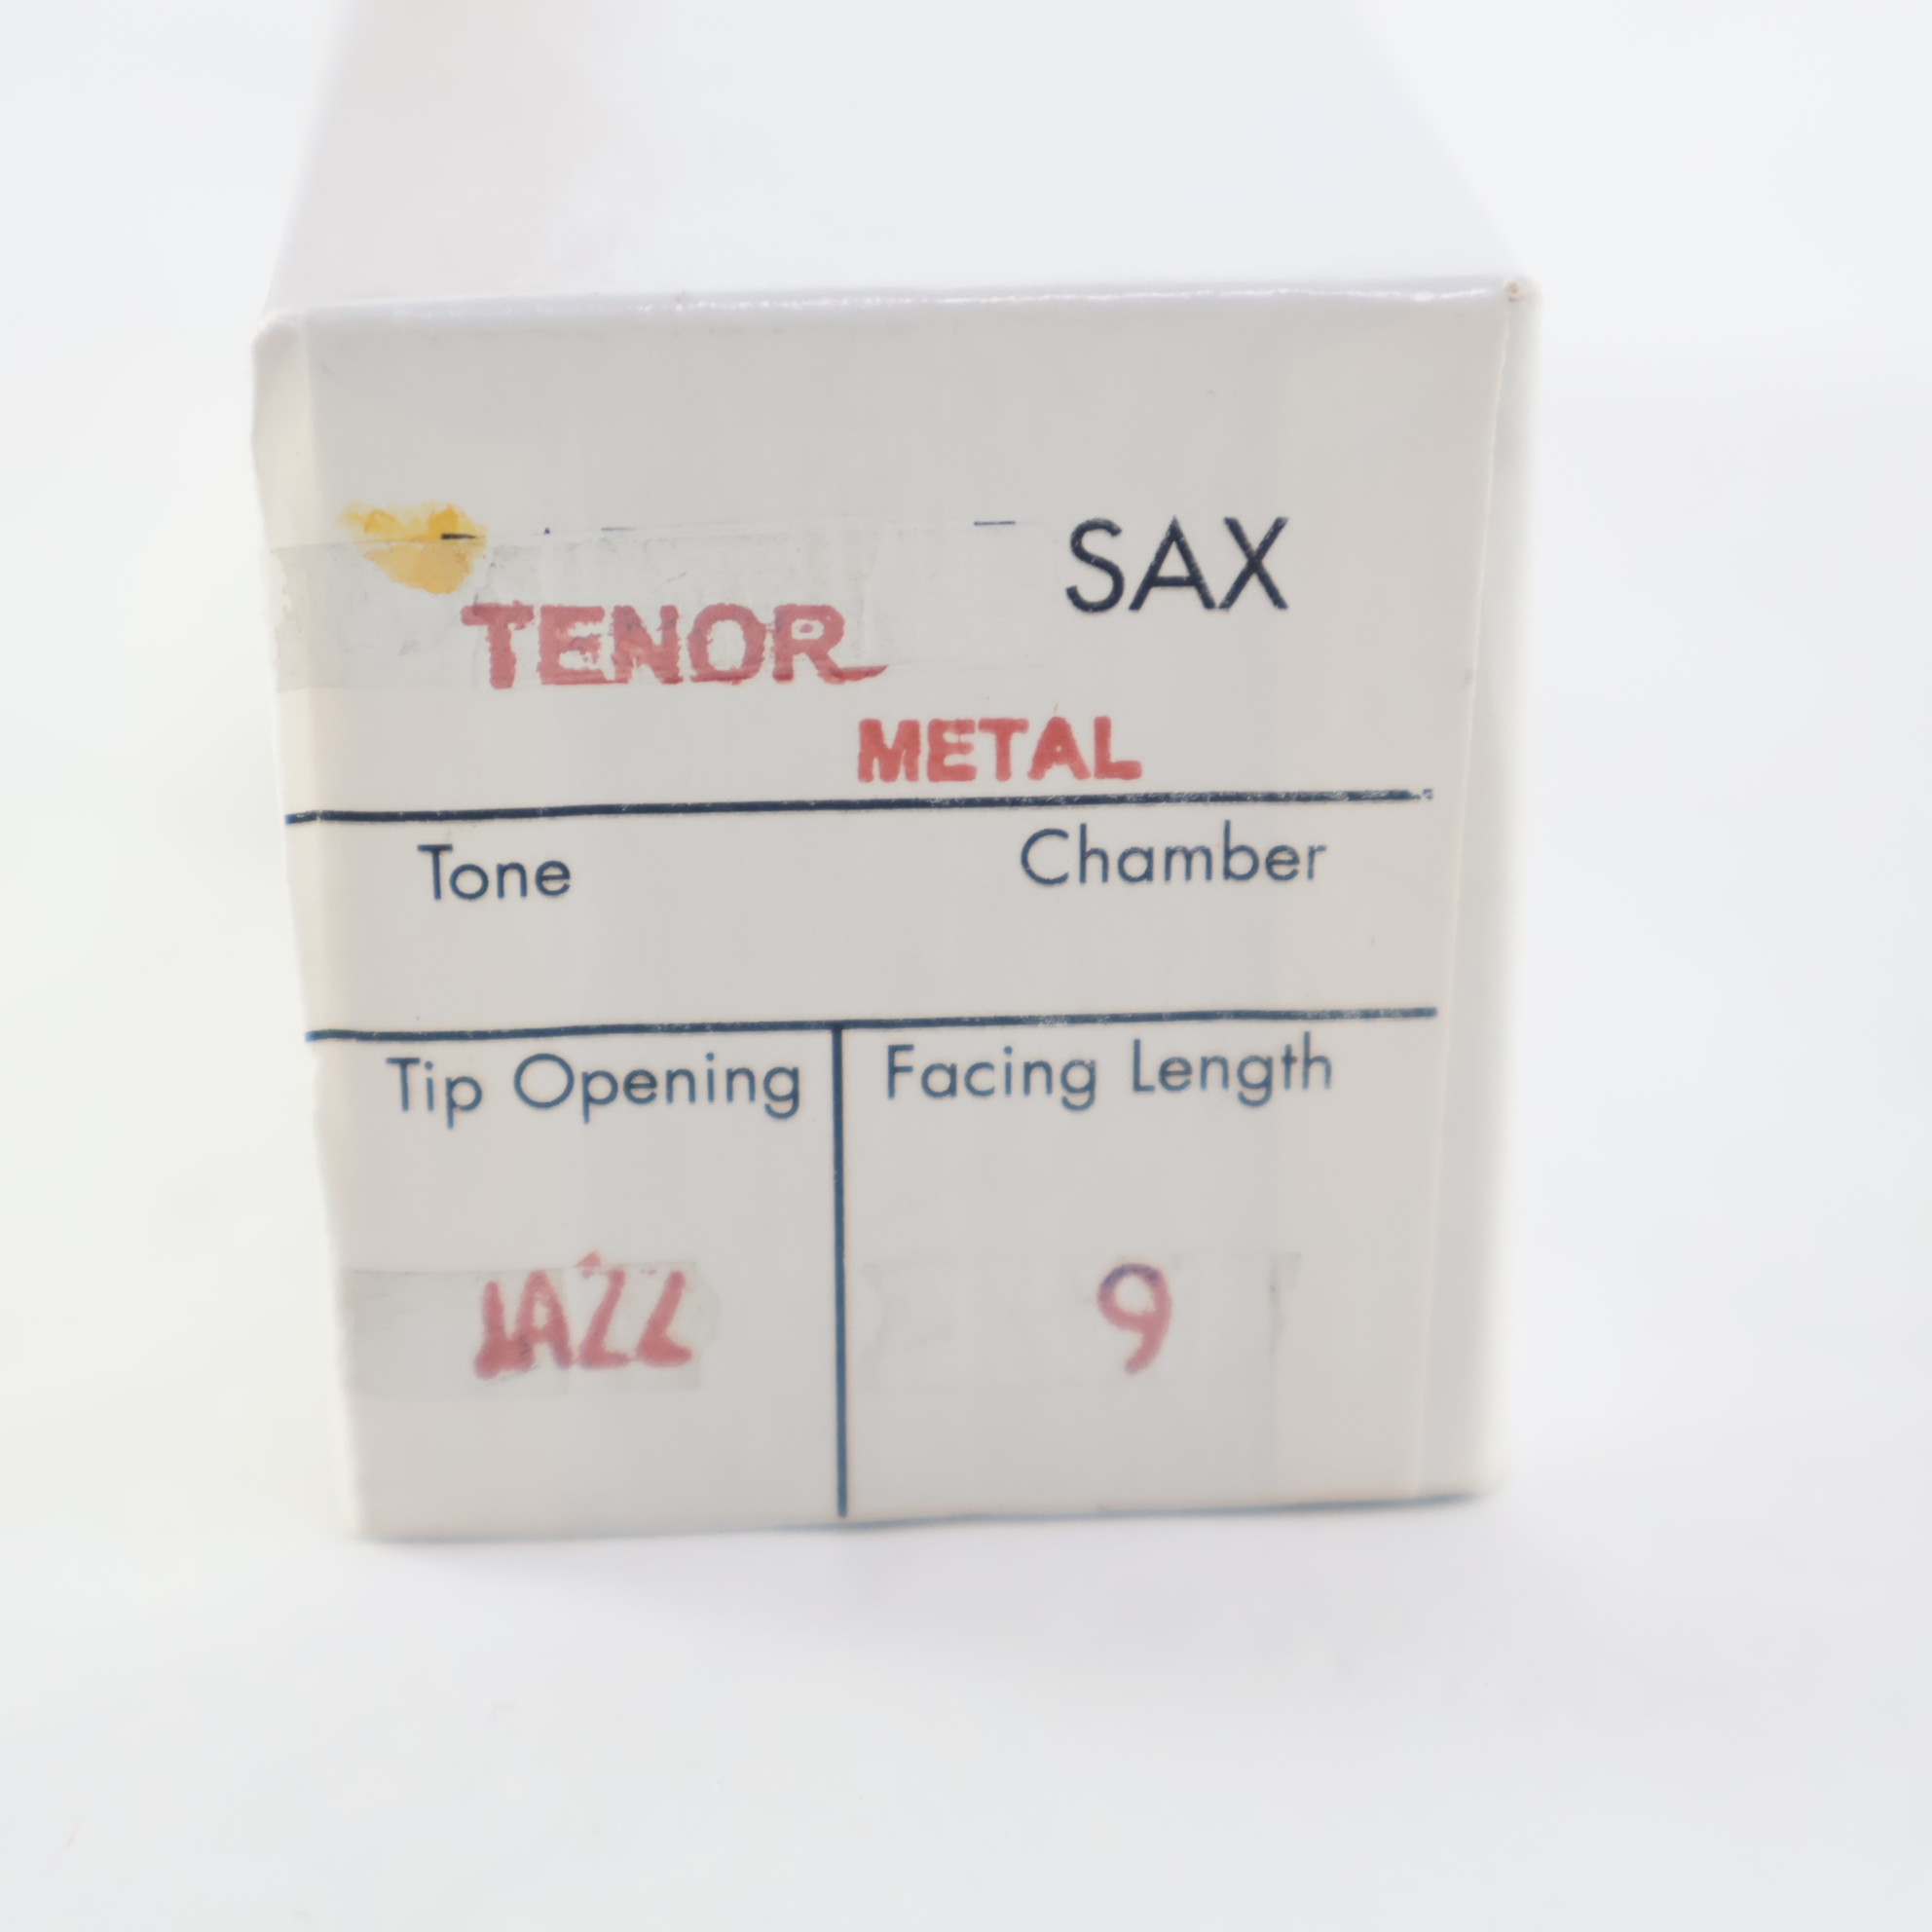 SAX
TENOR
METAL
Tone Chamber
Tip Opening Facing Length
JAZZ 9